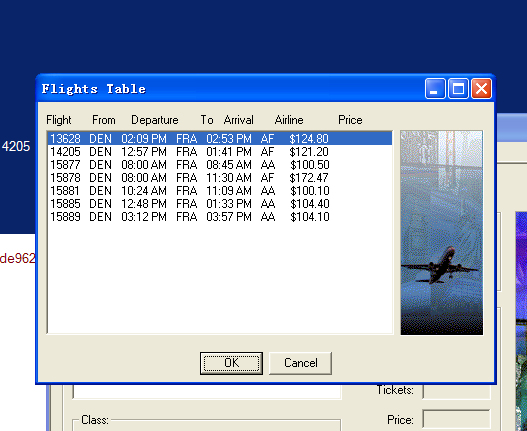 Flights Table
Flight From Departure To Arrival Airline Price
13628 DEN 02:09 PM FRA 02:53 PM AF $124.80
14205 DEN 12:57 PM FRA 01:41 PM AF $121.20
15877 DEN 08:00 AM FRA 08:45 AM AA $100.50
15878 DEN 08:00 AM FRA 11:30 AM AF $172.47
15881 DEN 10:24 AM FRA 11:09 AM AA $100.10
15885 DEN 12:48 PM FRA 01:33 PM AA $104.40
15889 DEN 03:12 PM FRA 03:57 PM AA $104.10
4205
de962
OK Cancel
Tickets:
Class:
Price: